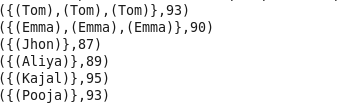 ({(Tom),(Tom),(Tom)},93)
({(Emma),(Emma),(Emma)},90)
({(Jhon)},87)
({(Aliya)},89)
({(Kajal)},95)
({(Pooja)},93)